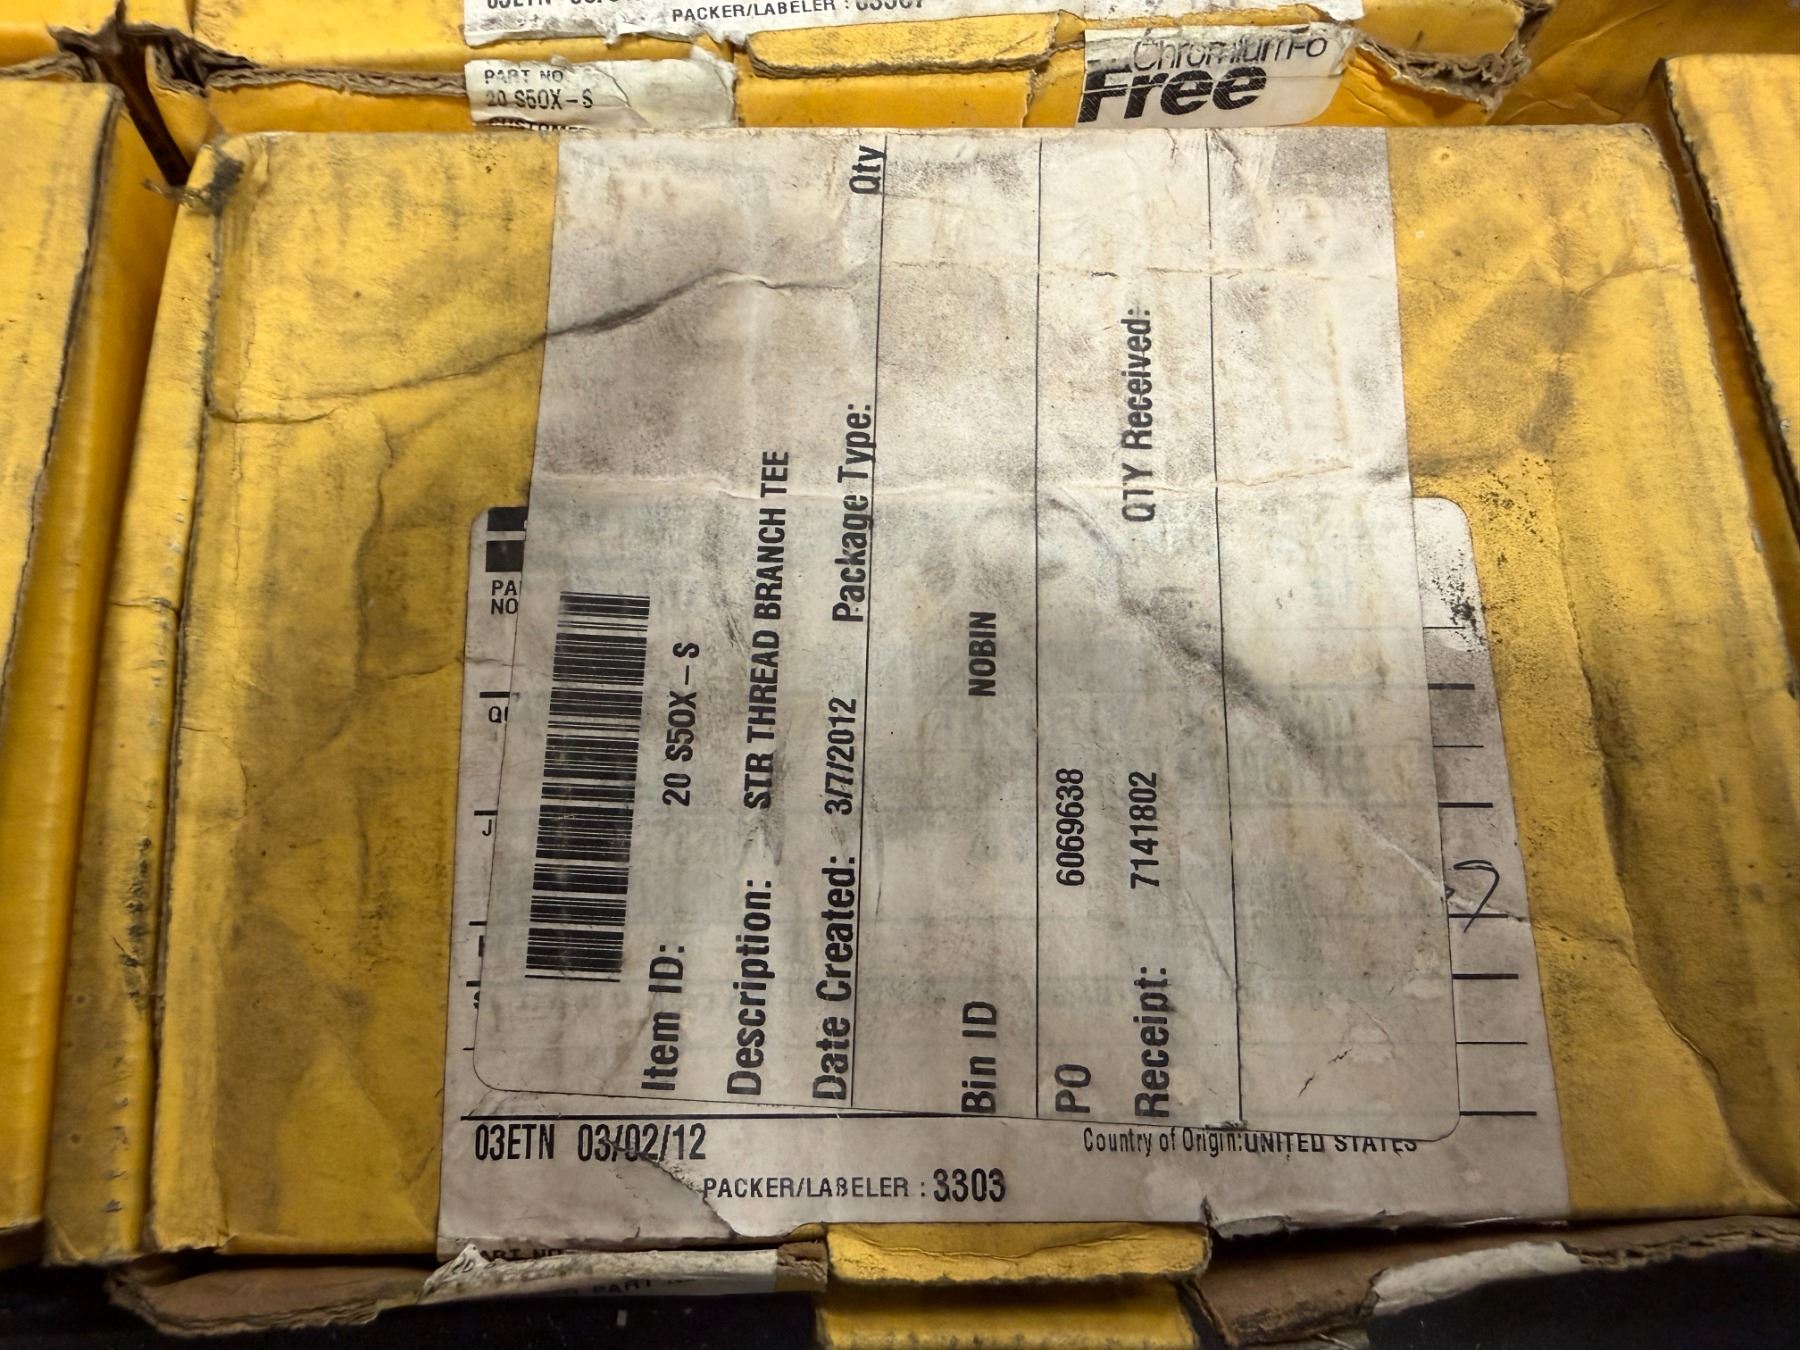 PACKER/LABELER :
PART NO
20 S5OX-S
Chromium-6
Free
Item ID: 20 S5OX-S
Description: STR THREAD BRANCH TEE
Date Created: 3/7/2012 Package Type: Qty
Bin ID NOBIN
PO 6069638
Receipt: 7141802 QTY Received:
03ETN 03/02/12
Country of Origin:UNITED STATES
PACKER/LABELER : 3303